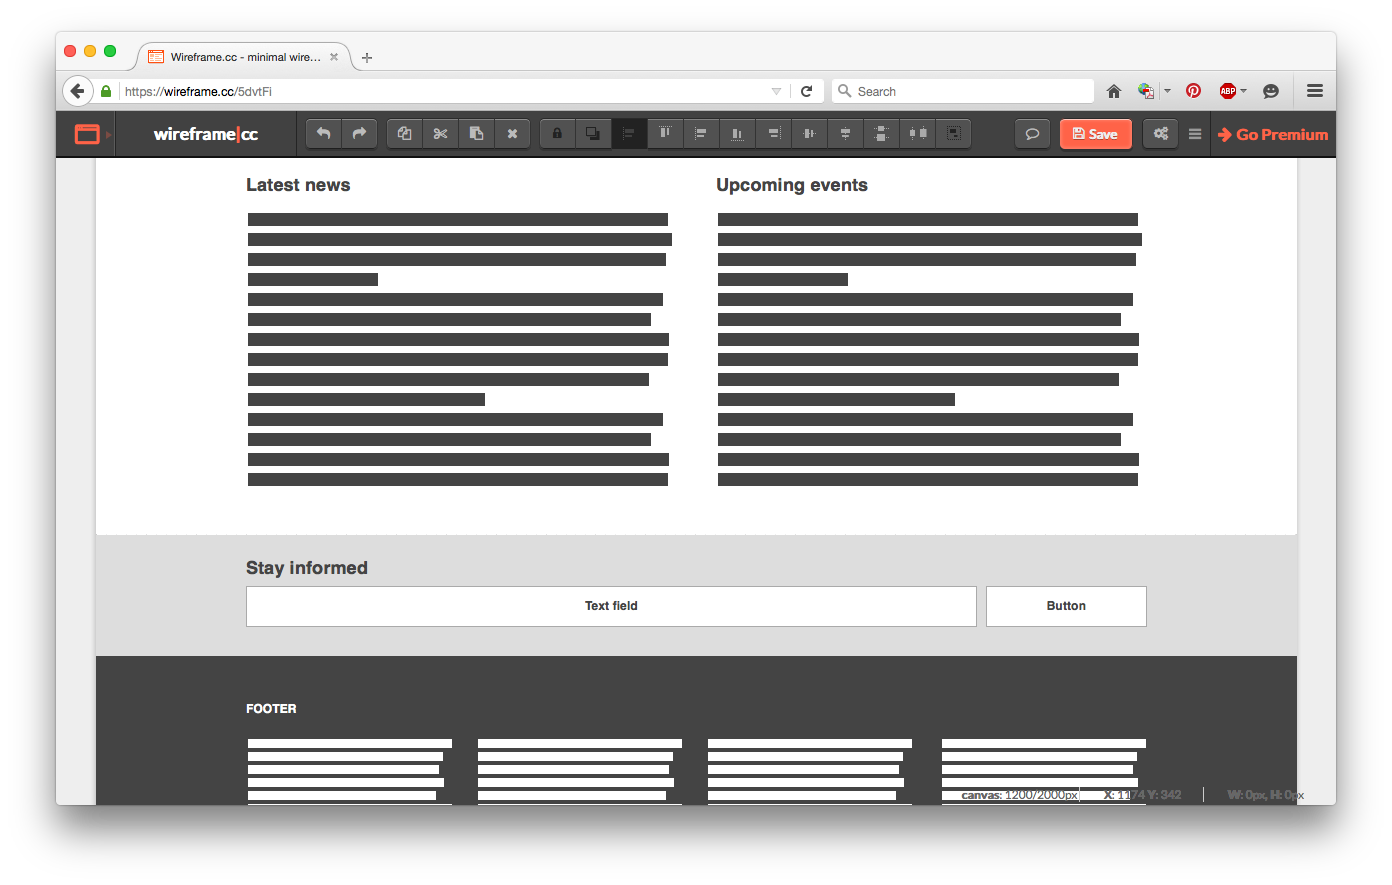 Wireframe.cc - minimal wire...
https://wireframe.cc/5dvtFi
Search
ABP
wireframe|cc
Save
Go Premium
Latest news
Upcoming events
Stay informed
Text field
Button
FOOTER
canvas: 1200/2000px
X: 1174 Y: 342
W: 0px, H: 0px